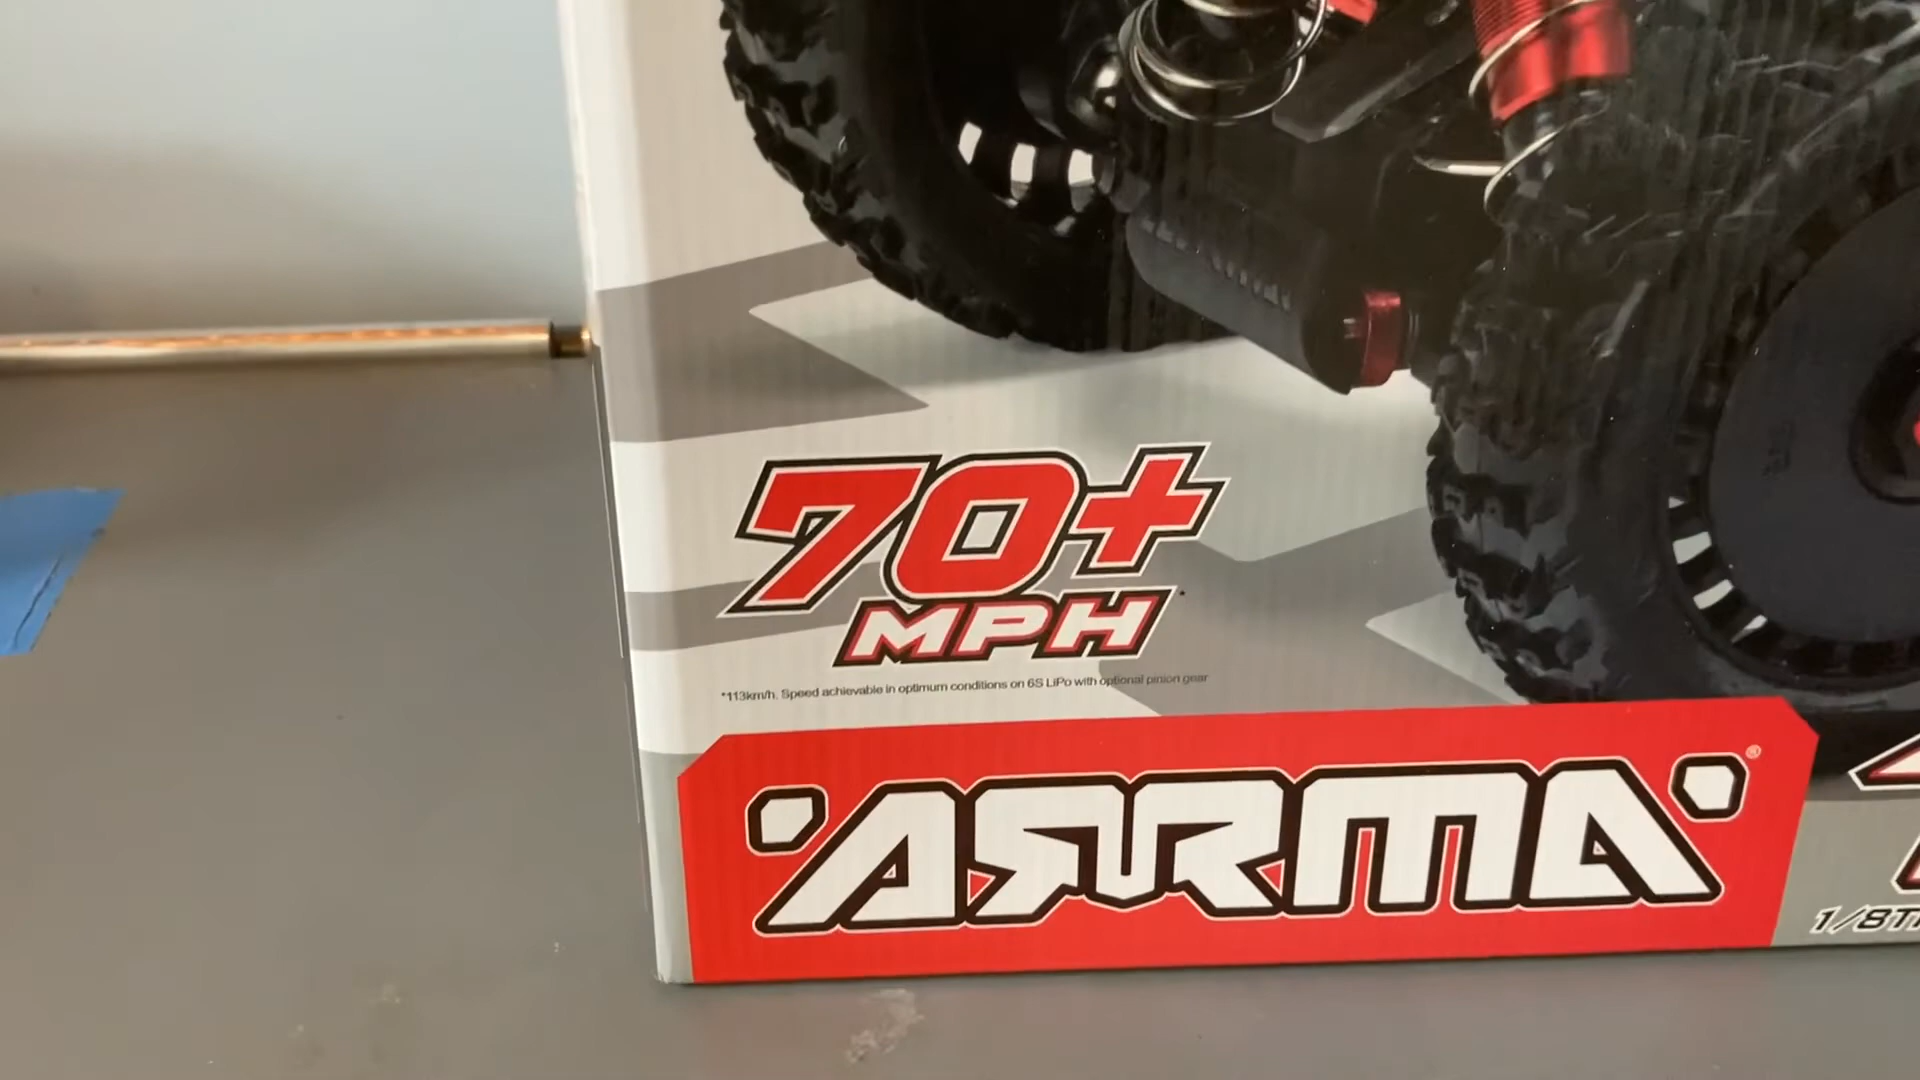 70+
MPH
*113km/h. Speed achievable in optimum conditions on 6S LiPo with optional pinion gear
ARRMA®